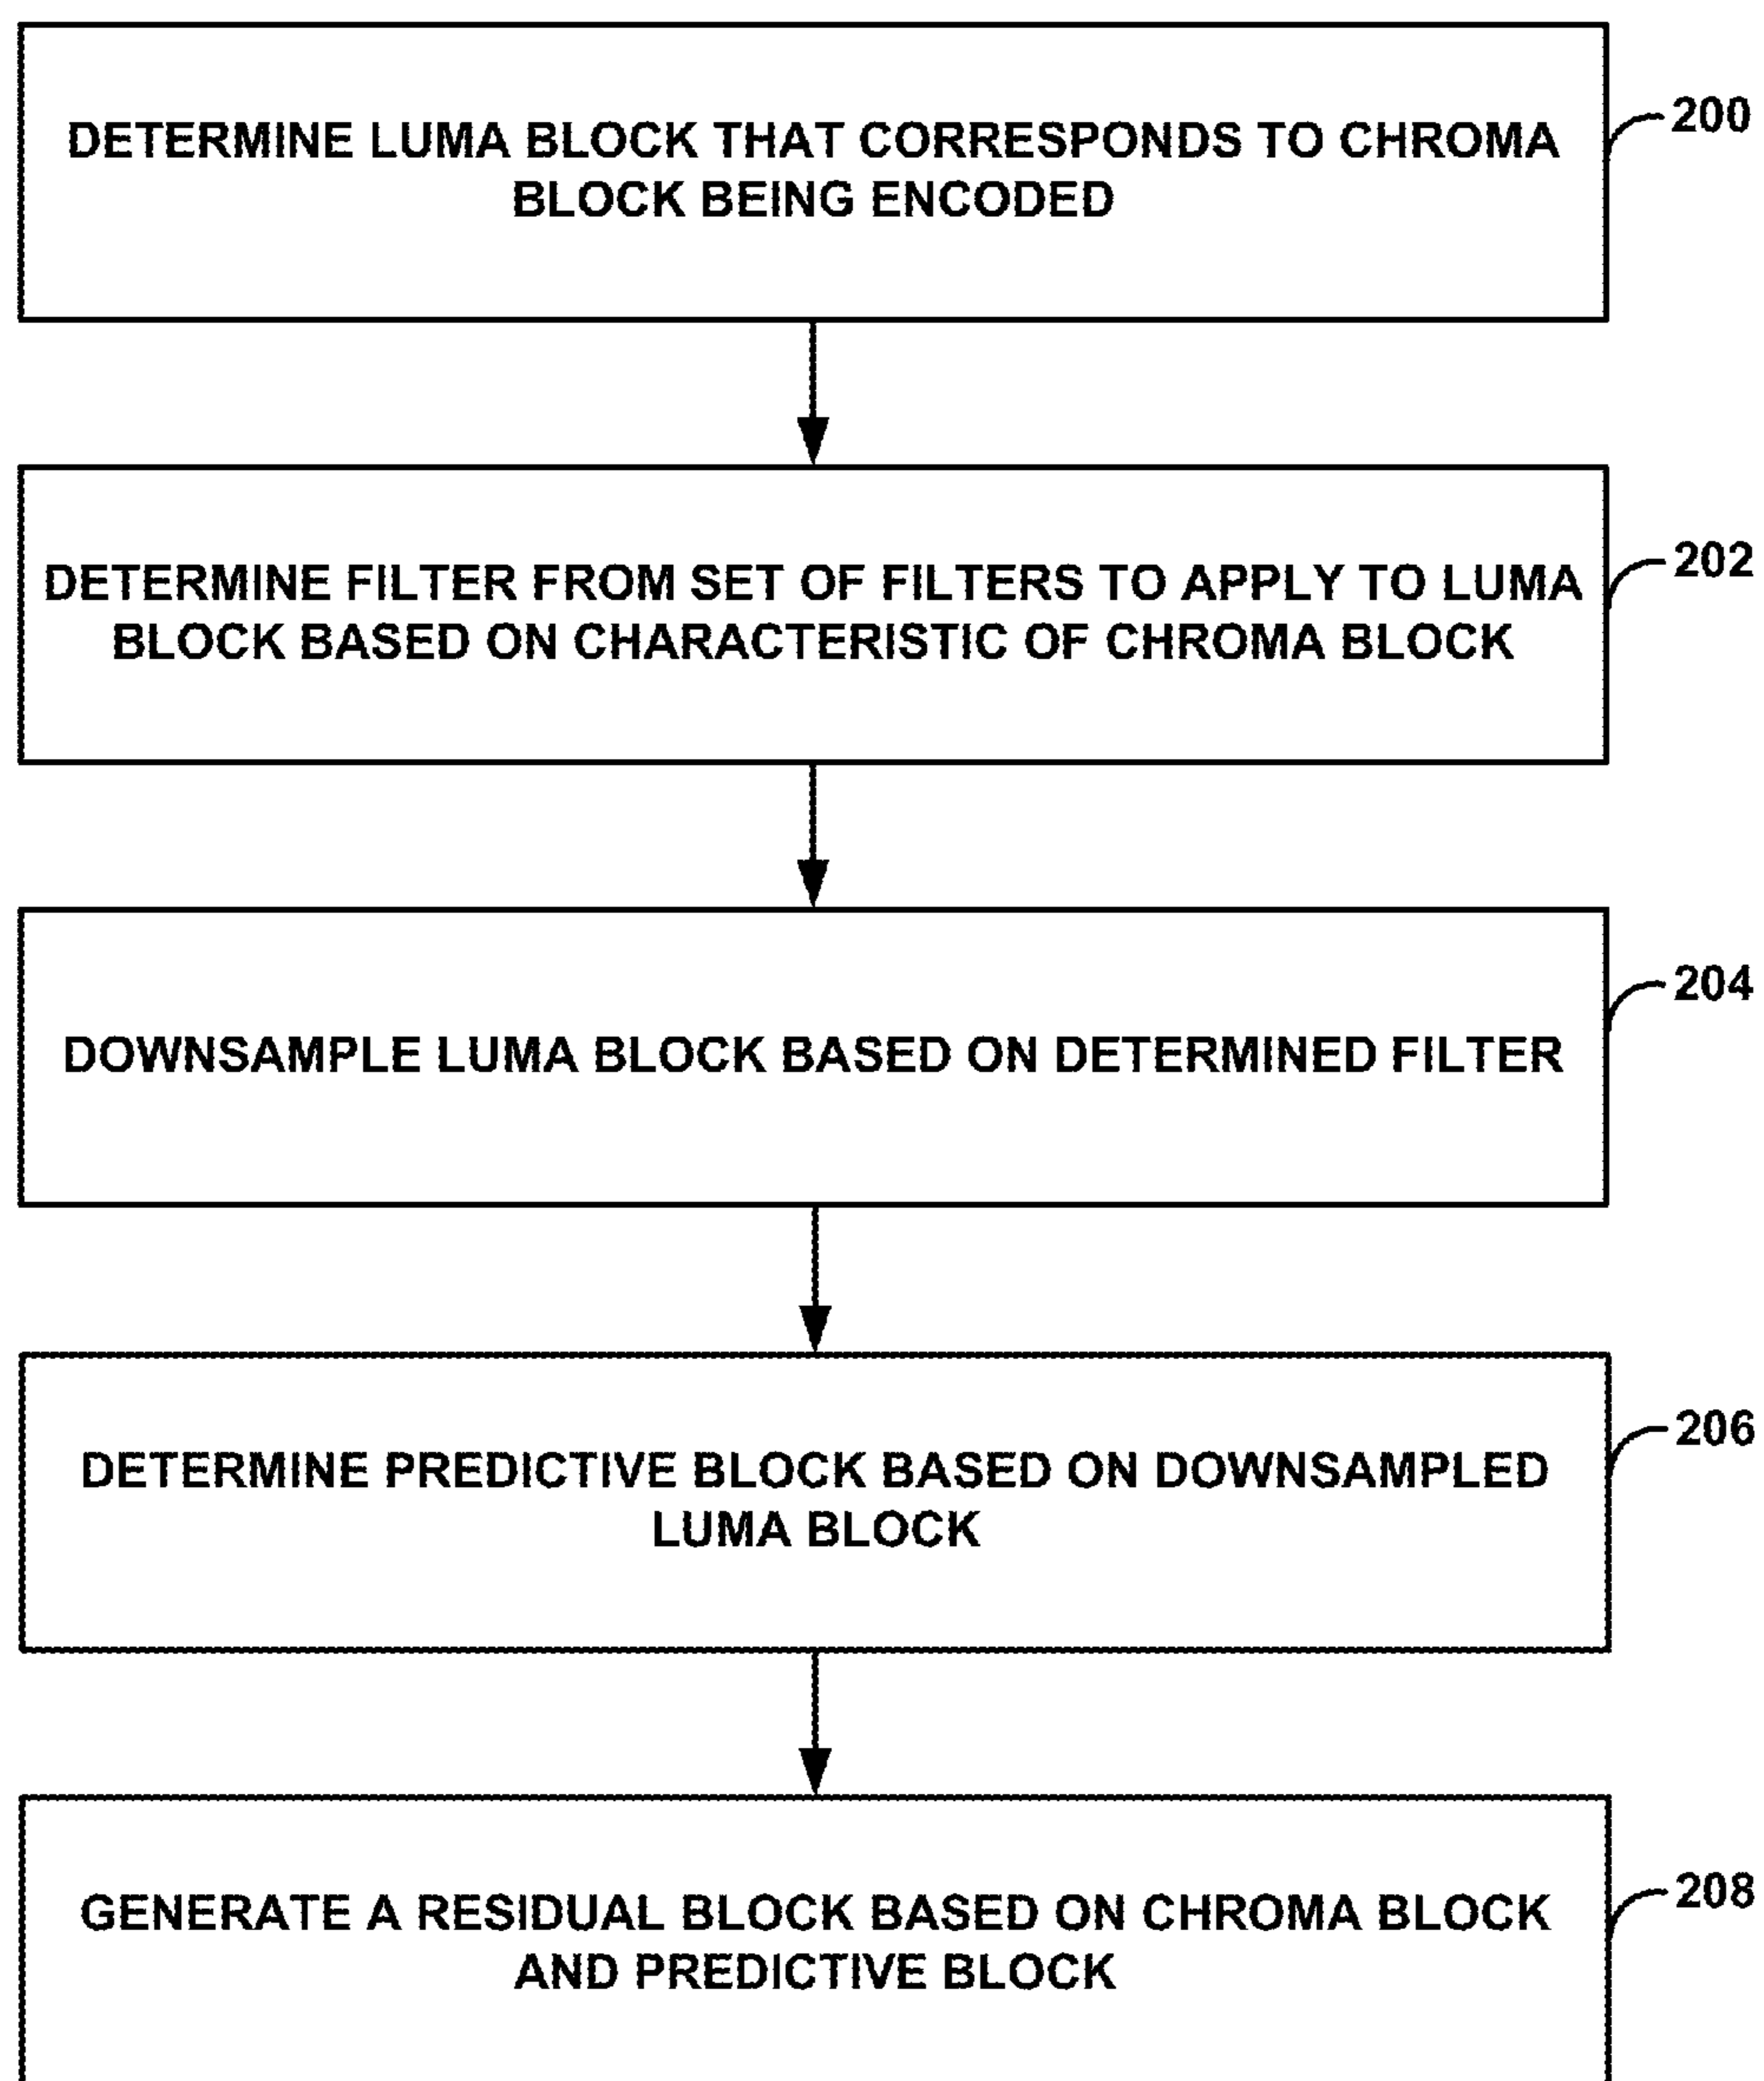 DETERMINE LUMA BLOCK THAT CORRESPONDS TO CHROMA
BLOCK BEING ENCODED
200
DETERMINE FILTER FROM SET OF FILTERS TO APPLY TO LUMA
BLOCK BASED ON CHARACTERISTIC OF CHROMA BLOCK
202
DOWNSAMPLE LUMA BLOCK BASED ON DETERMINED FILTER
204
DETERMINE PREDICTIVE BLOCK BASED ON DOWNSAMPLED
LUMA BLOCK
206
GENERATE A RESIDUAL BLOCK BASED ON CHROMA BLOCK
AND PREDICTIVE BLOCK
208